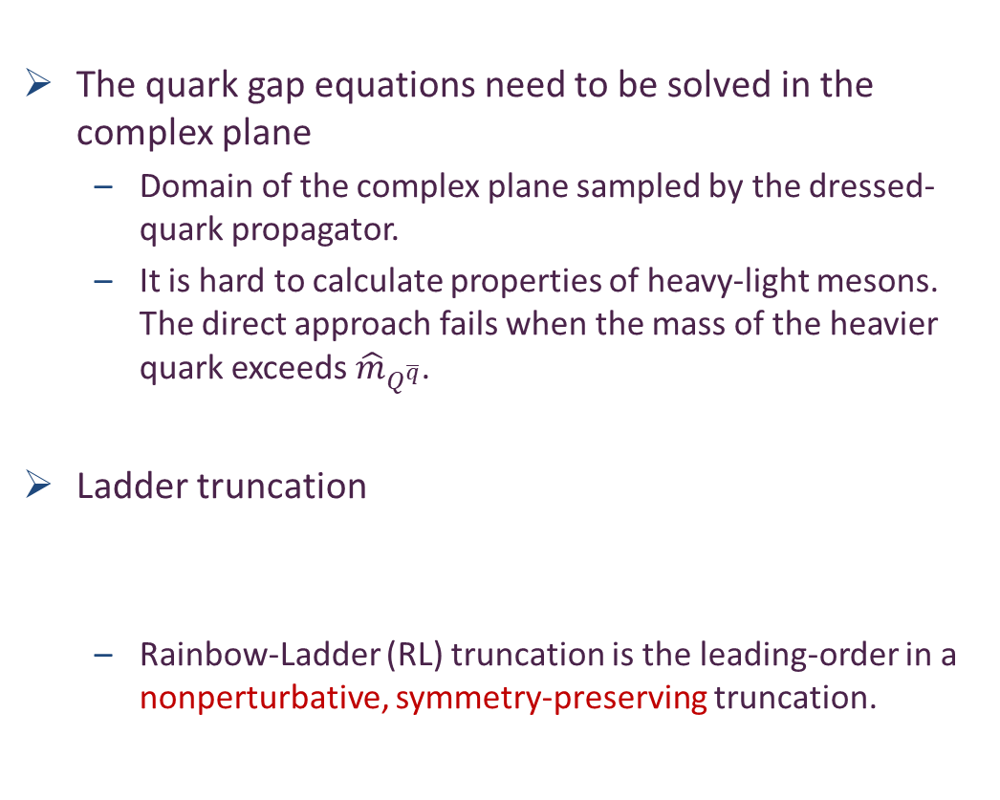 ➢ The quark gap equations need to be solved in the
complex plane
– Domain of the complex plane sampled by the dressed-
quark propagator.
– It is hard to calculate properties of heavy-light mesons.
The direct approach fails when the mass of the heavier
quark exceeds $\hat{m}_{Q\bar{q}}$.
➢ Ladder truncation
– Rainbow-Ladder (RL) truncation is the leading-order in a
nonperturbative, symmetry-preserving truncation.